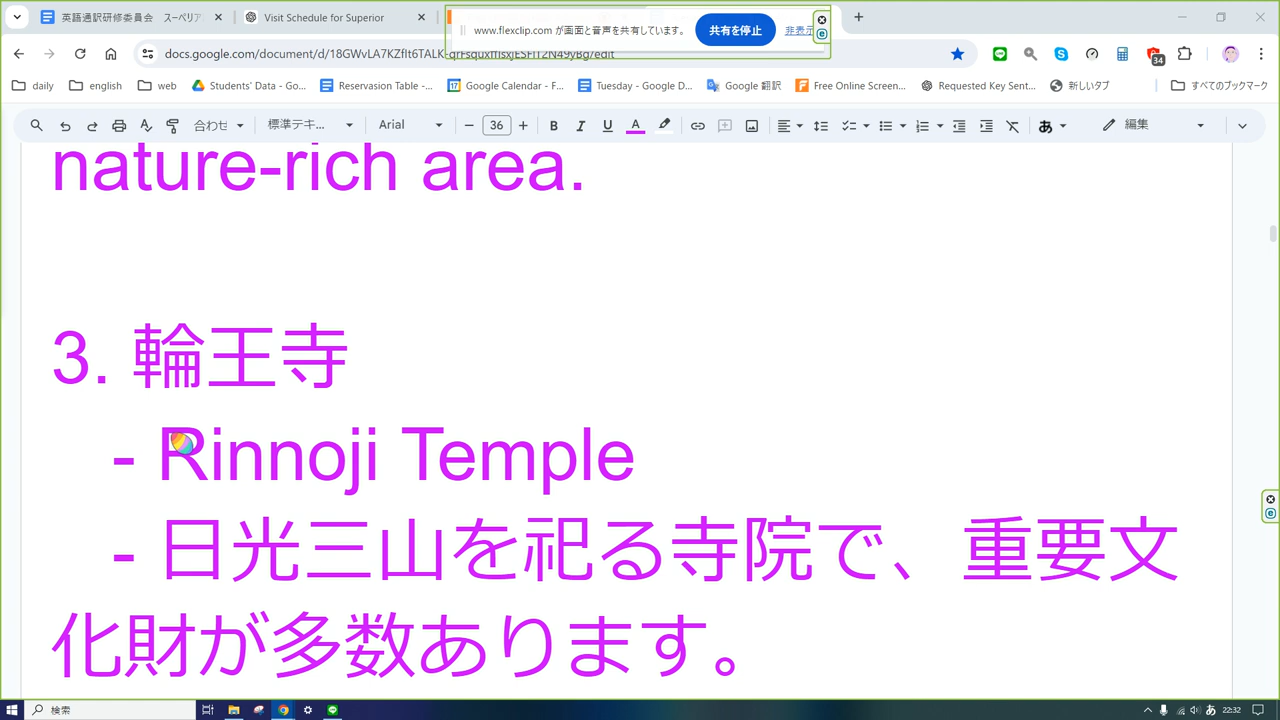 英語通訳研究委員会 スーペリア
Visit Schedule for Superior
www.flexclip.com が画面と音声を共有しています。
共有を停止
非表示
docs.google.com/document/d/
34
daily
english
web
Students' Data - Go...
Reservasion Table -...
Google Calendar - F...
Tuesday - Google D...
Google 翻訳
Free Online Screen...
Requested Key Sent...
新しいタブ
すべてのブックマーク
合わせ
標準テキ...
Arial
36
編集
nature-rich area.
3. 輪王寺
- Rinnoji Temple
- 日光三山を祀る寺院で、重要文
化財が多数あります。
検索
あ
22:32